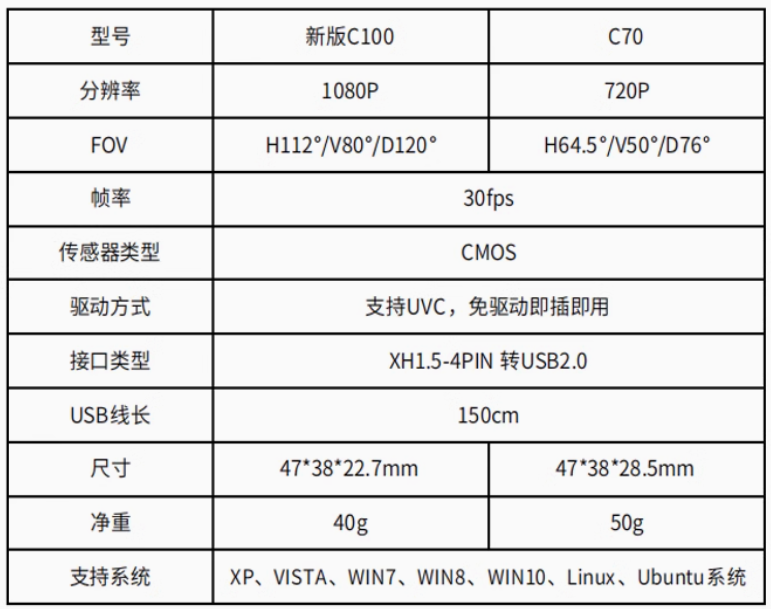 型号 新版C100 C70
分辨率 1080P 720P
FOV H112°/V80°/D120° H64.5°/V50°/D76°
帧率 30fps
传感器类型 CMOS
驱动方式 支持UVC，免驱动即插即用
接口类型 XH1.5-4PIN 转USB2.0
USB线长 150cm
尺寸 47*38*22.7mm 47*38*28.5mm
净重 40g 50g
支持系统 XP、VISTA、WIN7、WIN8、WIN10、Linux、Ubuntu系统